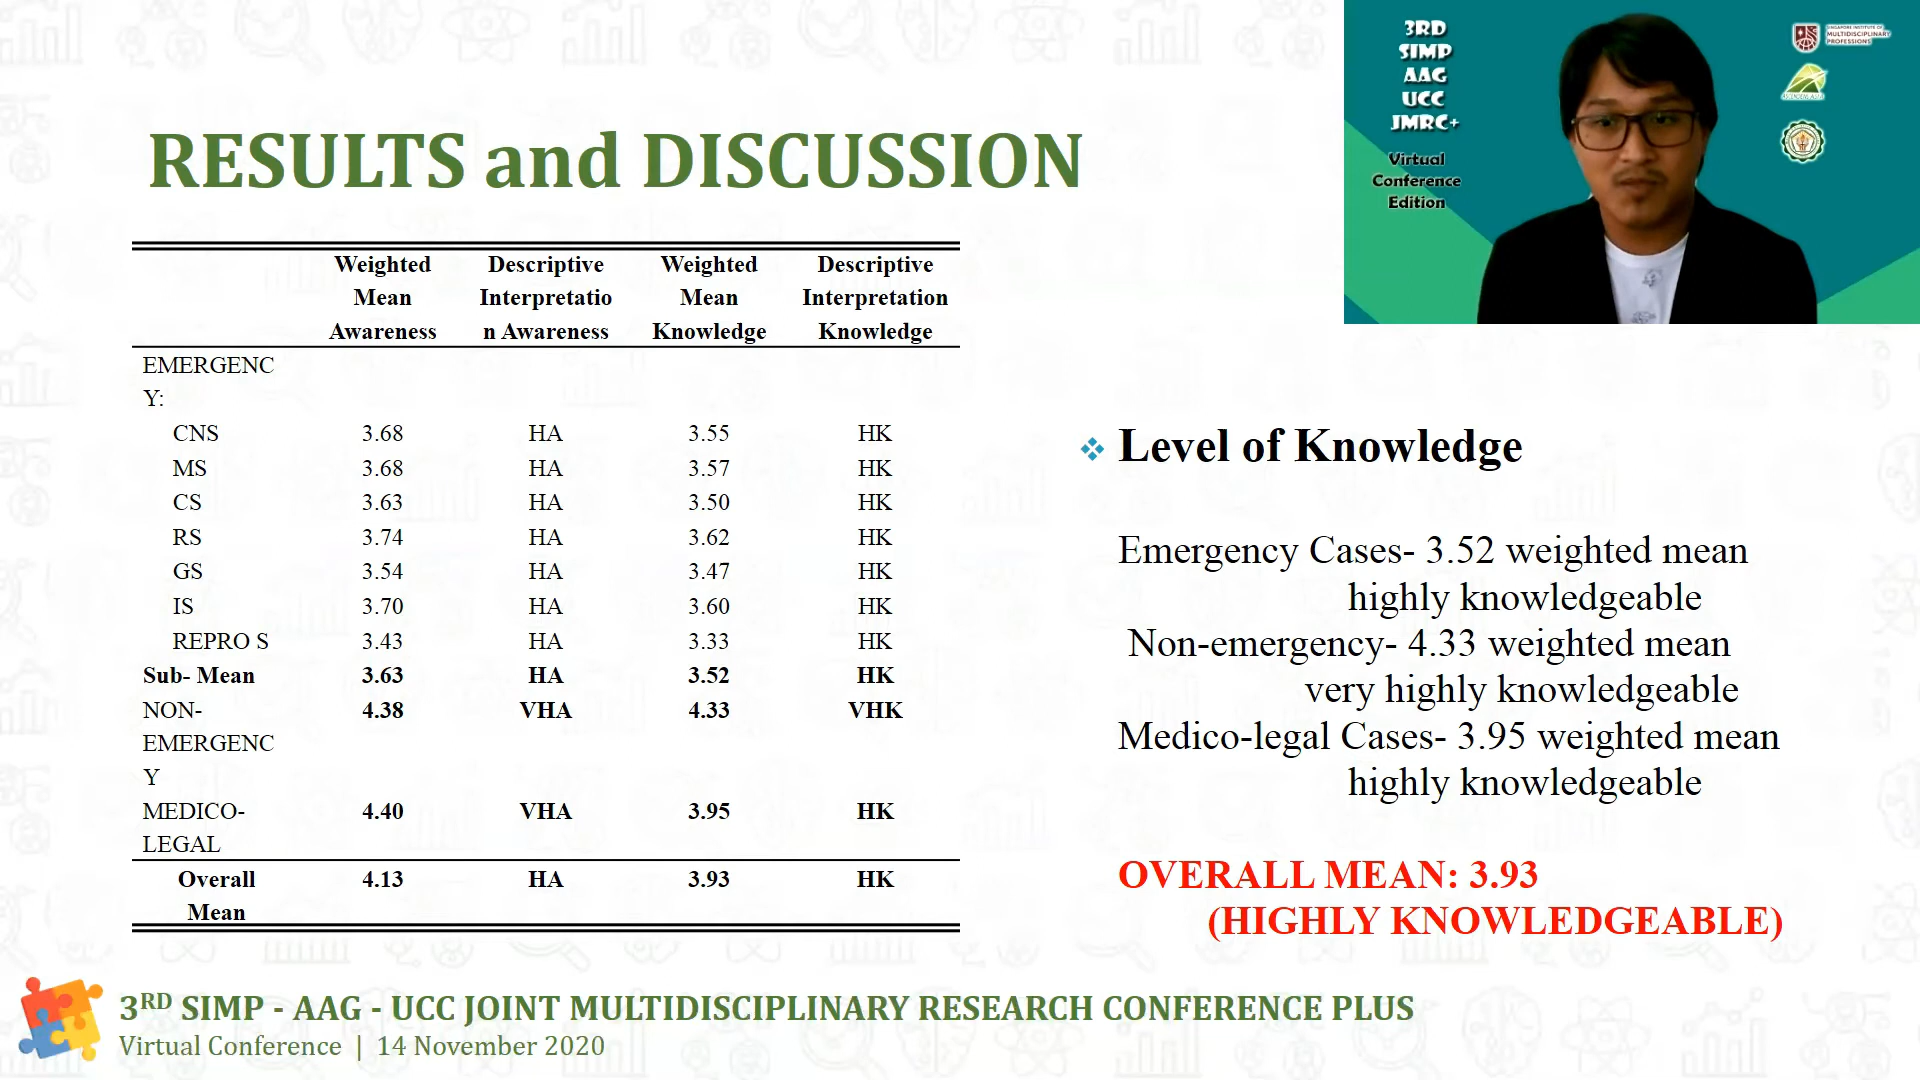 3RD
SIMP
AAG
UCC
JMRC+
Virtual
Conference
Edition
MULTIDISCIPLINARY
PROFESSIONS
RESULTS and DISCUSSION
Weighted Mean Awareness Descriptive Interpretatio n Awareness Weighted Mean Knowledge Descriptive Interpretation Knowledge
EMERGENC
Y:
CNS 3.68 HA 3.55 HK
MS 3.68 HA 3.57 HK
CS 3.63 HA 3.50 HK
RS 3.74 HA 3.62 HK
GS 3.54 HA 3.47 HK
IS 3.70 HA 3.60 HK
REPRO S 3.43 HA 3.33 HK
Sub- Mean 3.63 HA 3.52 HK
NON- 4.38 VHA 4.33 VHK
EMERGENC
Y
MEDICO- 4.40 VHA 3.95 HK
LEGAL
Overall 4.13 HA 3.93 HK
Mean
Level of Knowledge
Emergency Cases- 3.52 weighted mean
highly knowledgeable
Non-emergency- 4.33 weighted mean
very highly knowledgeable
Medico-legal Cases- 3.95 weighted mean
highly knowledgeable
OVERALL MEAN: 3.93
(HIGHLY KNOWLEDGEABLE)
3RD SIMP - AAG - UCC JOINT MULTIDISCIPLINARY RESEARCH CONFERENCE PLUS
Virtual Conference | 14 November 2020